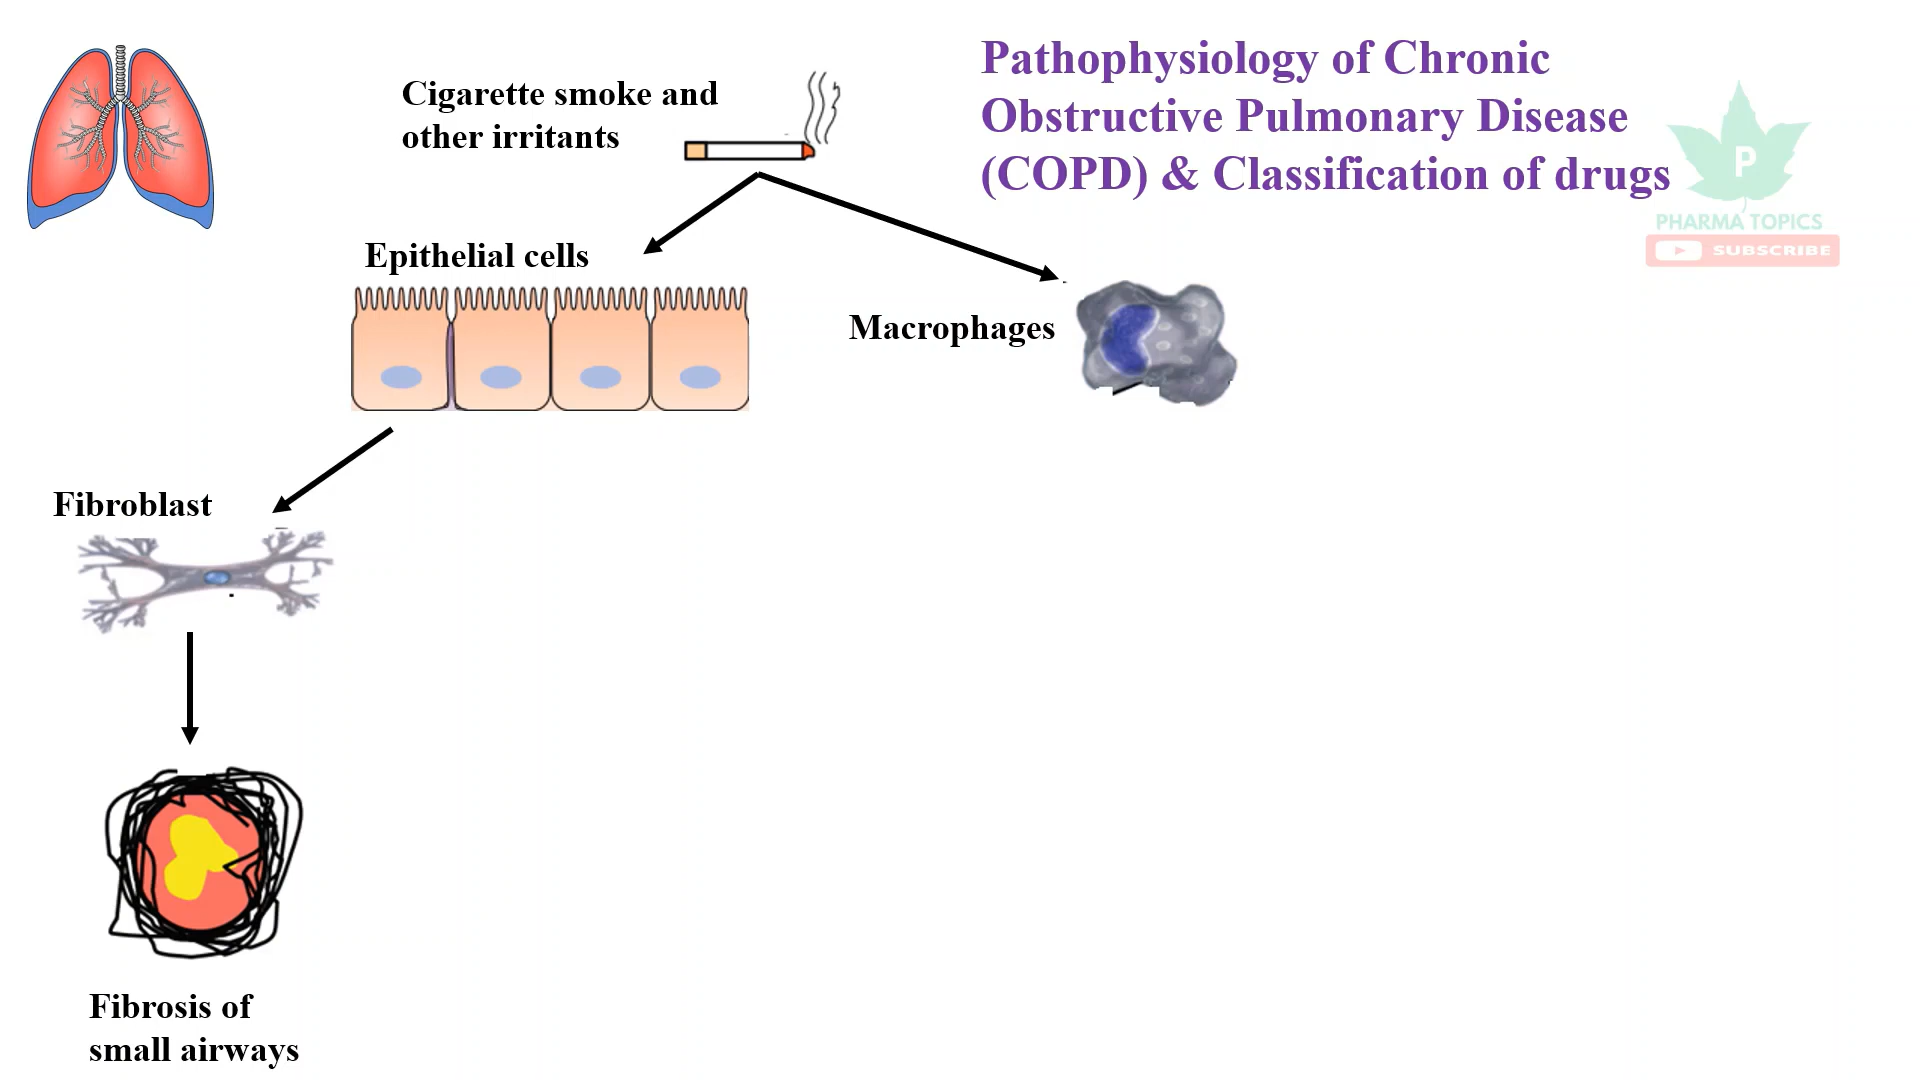 Pathophysiology of Chronic
Obstructive Pulmonary Disease
(COPD) & Classification of drugs
Cigarette smoke and
other irritants
P
PHARMA TOPICS
SUBSCRIBE
Epithelial cells
Macrophages
Fibroblast
Fibrosis of
small airways